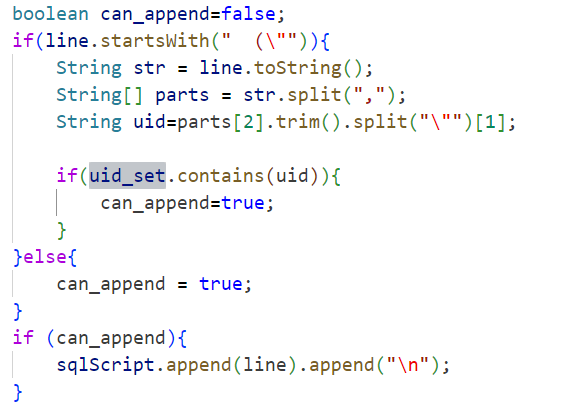 boolean can_append=false;
if(line.startsWith("  (\"")){
    String str = line.toString();
    String[] parts = str.split(",");
    String uid=parts[2].trim().split("\"")[1];

    if(uid_set.contains(uid)){
        can_append=true;
    }
}else{
    can_append = true;
}
if (can_append){
    sqlScript.append(line).append("\n");
}